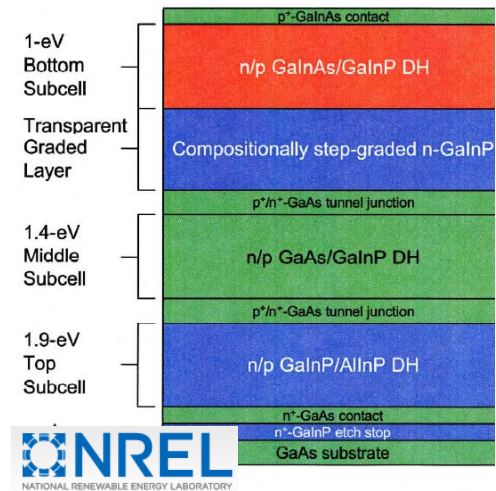 p⁺-GaInAs contact
1-eV
Bottom
Subcell
n/p GaInAs/GaInP DH
Transparent
Graded
Layer
Compositionally step-graded n-GaInP
p⁺/n⁺-GaAs tunnel junction
1.4-eV
Middle
Subcell
n/p GaAs/GaInP DH
p⁺/n⁺-GaAs tunnel junction
1.9-eV
Top
Subcell
n/p GaInP/AlInP DH
n⁺-GaAs contact
n⁺-GaInP etch stop
GaAs substrate
NREL
NATIONAL RENEWABLE ENERGY LABORATORY